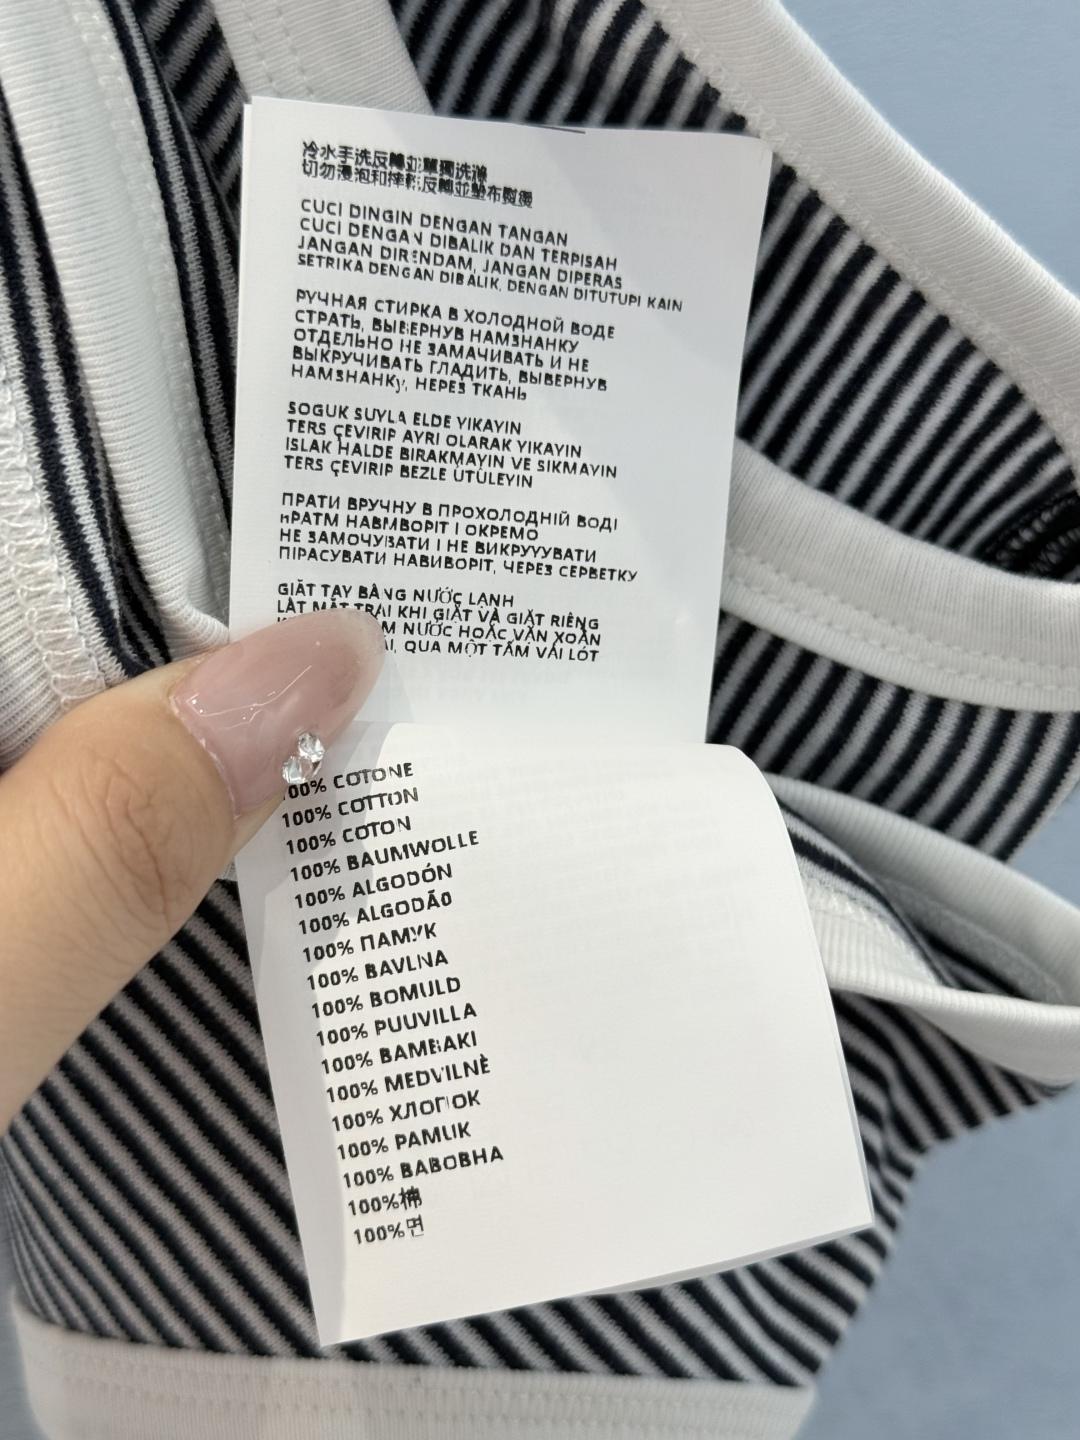 冷水手洗反轉並單獨洗滌
切勿浸泡和擰乾反轉並墊布熨燙
CUCI DINGIN DENGAN TANGAN
CUCI DENGAN DIBALIK DAN TERPISAH
JANGAN DIRENDAM, JANGAN DIPERAS
SETRIKA DENGAN DIBALIK, DENGAN DITUTUPI KAIN
РУЧНАЯ СТИРКА В ХОЛОДНОЙ ВОДЕ
СТРАТЬ, ВЫВЕРНУВ НАМЗНАНКУ
ОТДЕЛЬНО НЕ ЗАМАЧИВАТЬ И НЕ
ВЫКРУЧИВАТЬ ГЛАДИТЬ, ВЫВЕРНУВ
НАМЗНАНКУ, НЕРЕЗ ТКАНЬ
SOGUK SUYLA ELDE YIKAYIN
TERS ÇEVIRIP AYRI OLARAK YIKAYIN
ISLAK HALDE BIRAKMAYIN VE SIKMAYIN
TERS ÇEVIRIP BEZLE ÜTÜLEYIN
ПРАТИ ВРУЧНУ В ПРОХОЛОДНІЙ ВОДІ
ПРАТМ НАВМВОРІТ І ОКРЕМО
НЕ ЗАМОЧУВАТИ І НЕ ВИКРУУУВАТИ
ПІРАСУВАТИ НАВИВОРІТ, ЧЕРЕЗ СЕРВЕТКУ
GIẶT TAY BẰNG NƯỚC LẠNH
LẬT MẶT TRÁI KHI GIẶT VÀ GIẶT RIÊNG
NƯỚC HOẶC VẶN XOẮN
QUA MỘT TẤM VẢI LÓT
100% COTONE
100% COTTON
100% COTON
100% BAUMWOLLE
100% ALGODÓN
100% ALGODÃO
100% ПАМУК
100% BAVLNA
100% BOMULD
100% PUUVILLA
100% BAMBAKI
100% MEDVILNÈ
100% ХЛОПОК
100% PAMUK
100% BABOBHA
100%棉
100%면